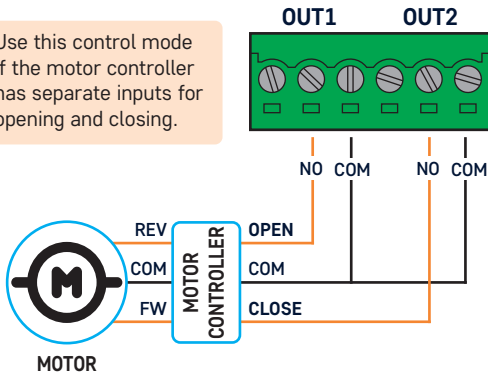 OUT1 OUT2
Use this control mode
if the motor controller
has separate inputs for
opening and closing.
NO COM NO COM
REV OPEN
COM COM
FW CLOSE
MOTOR
CONTROLLER
M
MOTOR